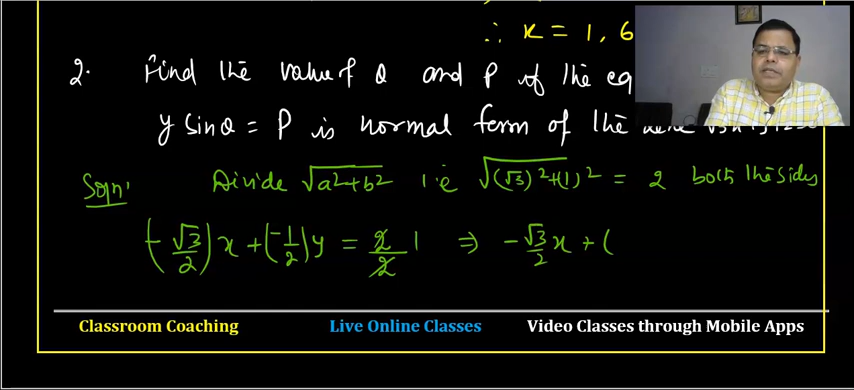 ∴ K = 1, 6
2. Find the value of θ and P if the eq
y sinθ = P is normal form of the
Soln: Divide √(a²+b²) i.e √((√3)²+(1)²) = 2 both the sides
(-√3/2)x + (-1/2)y = 2/2 1 ⇒ -√3/2 x + (
Classroom Coaching Live Online Classes Video Classes through Mobile Apps